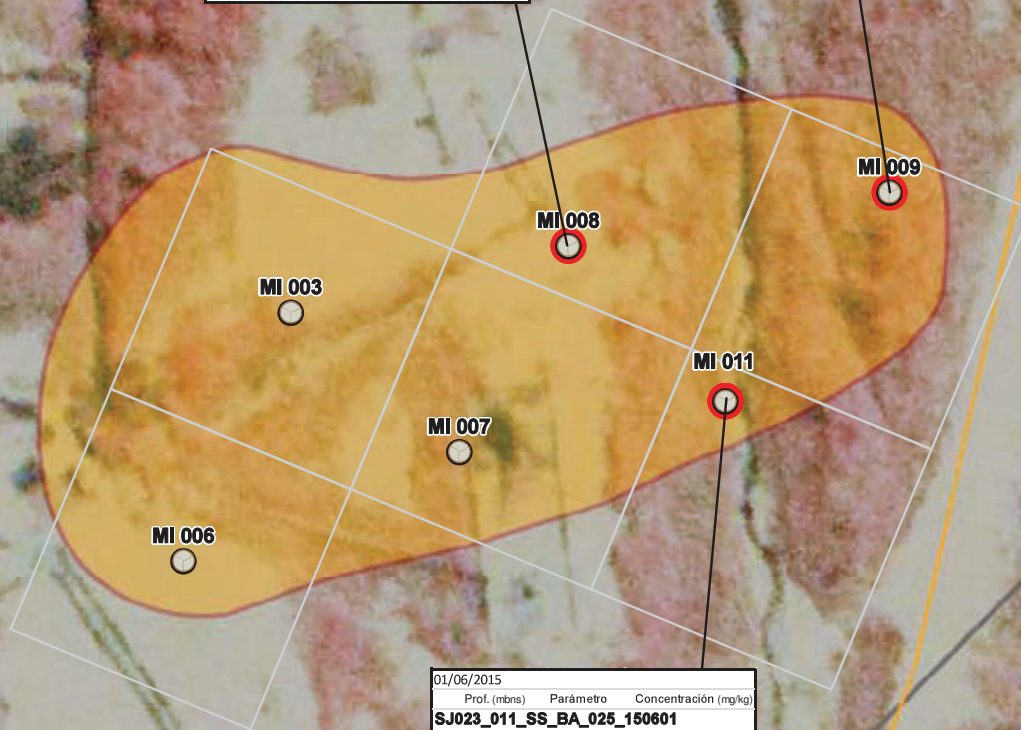 MI 009
MI 008
MI 003
MI 011
MI 007
MI 006
01/06/2015
Prof. (mbns) Parámetro Concentración (mg/kg)
SJ023_011_SS_BA_025_150601